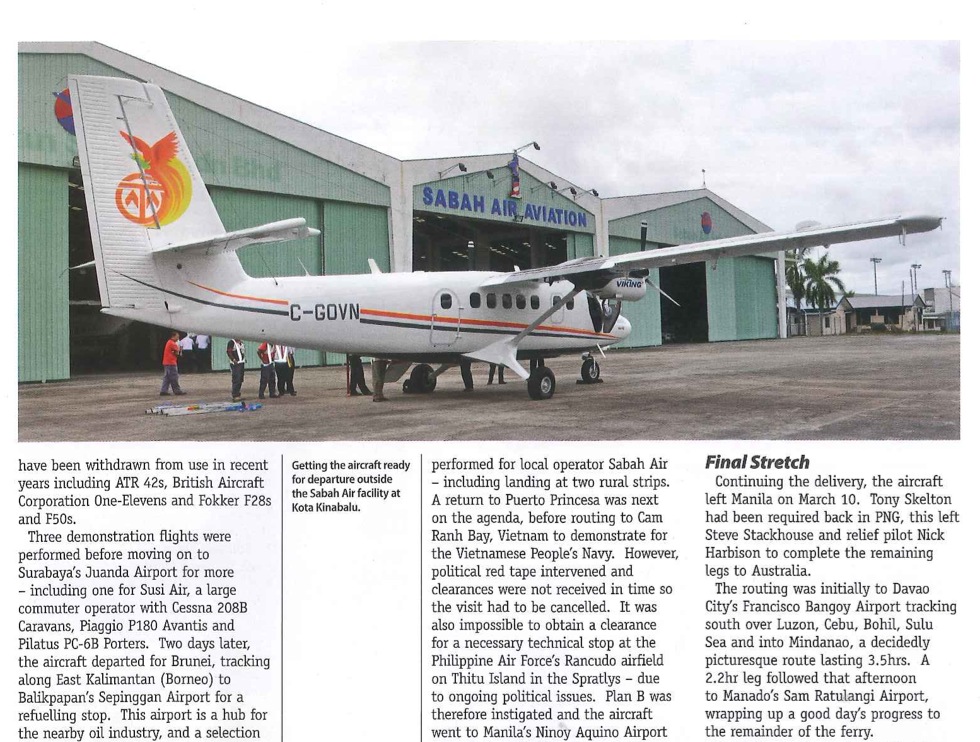 SABAH AIR AVIATION
VIKING
C-GOVN
have been withdrawn from use in recent
years including ATR 42s, British Aircraft
Corporation One-Elevens and Fokker F28s
and F50s.
Three demonstration flights were
performed before moving on to
Surabaya's Juanda Airport for more
– including one for Susi Air, a large
commuter operator with Cessna 208B
Caravans, Piaggio P180 Avantis and
Pilatus PC-6B Porters. Two days later,
the aircraft departed for Brunei, tracking
along East Kalimantan (Borneo) to
Balikpapan's Sepinggan Airport for a
refuelling stop. This airport is a hub for
the nearby oil industry, and a selection
Getting the aircraft ready
for departure outside
the Sabah Air facility at
Kota Kinabalu.
performed for local operator Sabah Air
– including landing at two rural strips.
A return to Puerto Princesa was next
on the agenda, before routing to Cam
Ranh Bay, Vietnam to demonstrate for
the Vietnamese People's Navy. However,
political red tape intervened and
clearances were not received in time so
the visit had to be cancelled. It was
also impossible to obtain a clearance
for a necessary technical stop at the
Philippine Air Force's Rancudo airfield
on Thitu Island in the Spratlys – due
to ongoing political issues. Plan B was
therefore instigated and the aircraft
went to Manila's Ninoy Aquino Airport
Final Stretch
Continuing the delivery, the aircraft
left Manila on March 10. Tony Skelton
had been required back in PNG, this left
Steve Stackhouse and relief pilot Nick
Harbison to complete the remaining
legs to Australia.
The routing was initially to Davao
City's Francisco Bangoy Airport tracking
south over Luzon, Cebu, Bohil, Sulu
Sea and into Mindanao, a decidedly
picturesque route lasting 3.5hrs. A
2.2hr leg followed that afternoon
to Manado's Sam Ratulangi Airport,
wrapping up a good day's progress to
the remainder of the ferry.